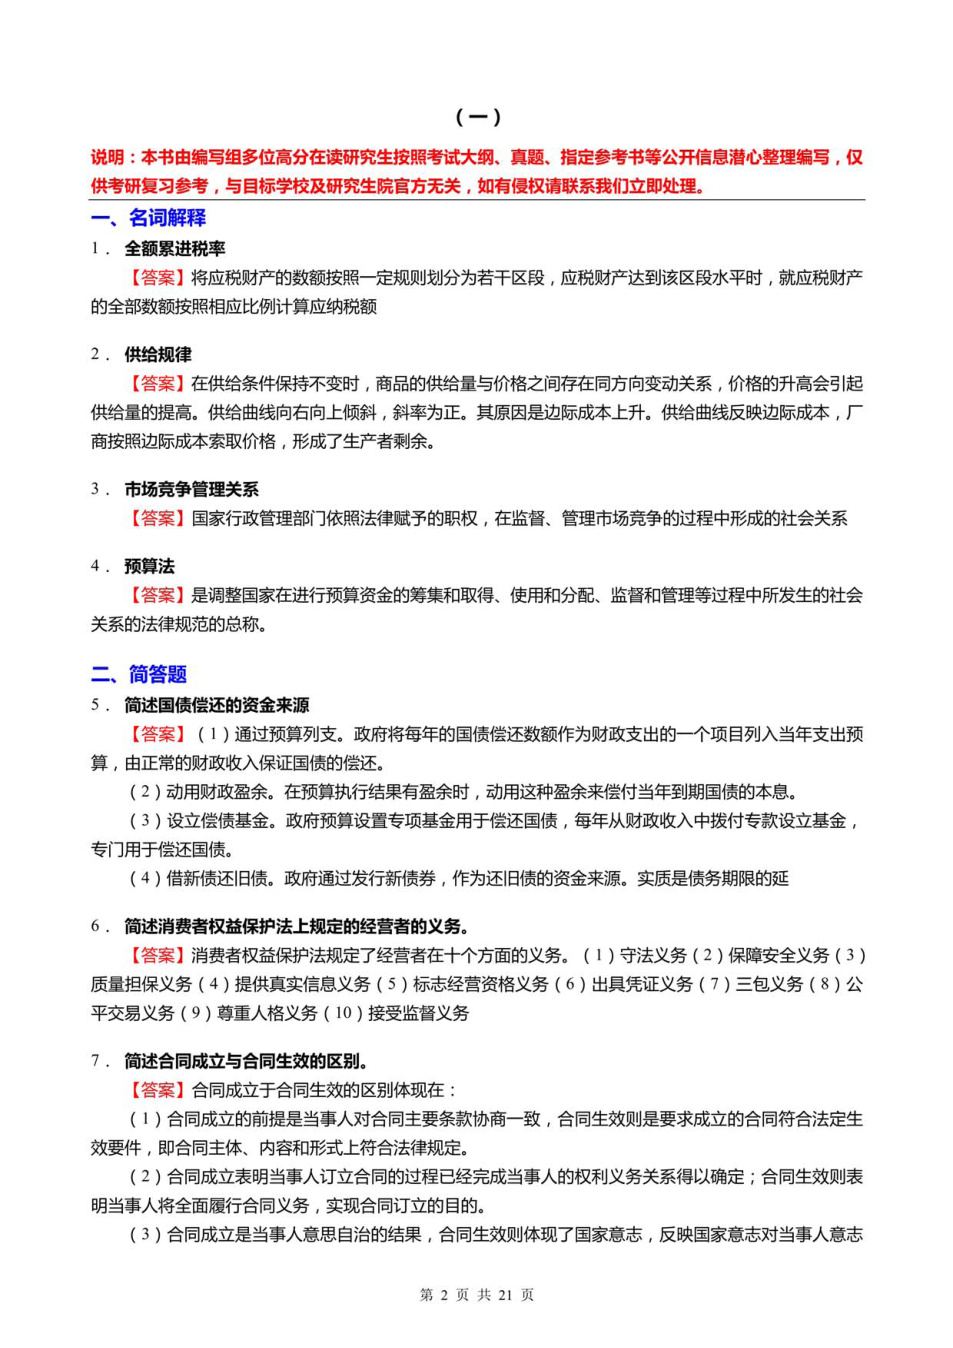 （一）
说明：本书由编写组多位高分在读研究生按照考试大纲、真题、指定参考书等公开信息潜心整理编写，仅
供考研复习参考，与目标学校及研究生院官方无关，如有侵权请联系我们立即处理。
一、名词解释
1． 全额累进税率
【答案】将应税财产的数额按照一定规则划分为若干区段，应税财产达到该区段水平时，就应税财产
的全部数额按照相应比例计算应纳税额
2． 供给规律
【答案】在供给条件保持不变时，商品的供给量与价格之间存在同方向变动关系，价格的升高会引起
供给量的提高。供给曲线向右向上倾斜，斜率为正。其原因是边际成本上升。供给曲线反映边际成本，厂
商按照边际成本索取价格，形成了生产者剩余。
3． 市场竞争管理关系
【答案】国家行政管理部门依照法律赋予的职权，在监督、管理市场竞争的过程中形成的社会关系
4． 预算法
【答案】是调整国家在进行预算资金的筹集和取得、使用和分配、监督和管理等过程中所发生的社会
关系的法律规范的总称。
二、简答题
5． 简述国债偿还的资金来源
【答案】（1）通过预算列支。政府将每年的国债偿还数额作为财政支出的一个项目列入当年支出预
算，由正常的财政收入保证国债的偿还。
（2）动用财政盈余。在预算执行结果有盈余时，动用这种盈余来偿付当年到期国债的本息。
（3）设立偿债基金。政府预算设置专项基金用于偿还国债，每年从财政收入中拨付专款设立基金，
专门用于偿还国债。
（4）借新债还旧债。政府通过发行新债券，作为还旧债的资金来源。实质是债务期限的延
6． 简述消费者权益保护法上规定的经营者的义务。
【答案】消费者权益保护法规定了经营者在十个方面的义务。（1）守法义务（2）保障安全义务（3）
质量担保义务（4）提供真实信息义务（5）标志经营资格义务（6）出具凭证义务（7）三包义务（8）公
平交易义务（9）尊重人格义务（10）接受监督义务
7． 简述合同成立与合同生效的区别。
【答案】合同成立于合同生效的区别体现在：
（1）合同成立的前提是当事人对合同主要条款协商一致，合同生效则是要求成立的合同符合法定生
效要件，即合同主体、内容和形式上符合法律规定。
（2）合同成立表明当事人订立合同的过程已经完成当事人的权利义务关系得以确定；合同生效则表
明当事人将全面履行合同义务，实现合同订立的目的。
（3）合同成立是当事人意思自治的结果，合同生效则体现了国家意志，反映国家意志对当事人意志
第 2 页 共 21 页